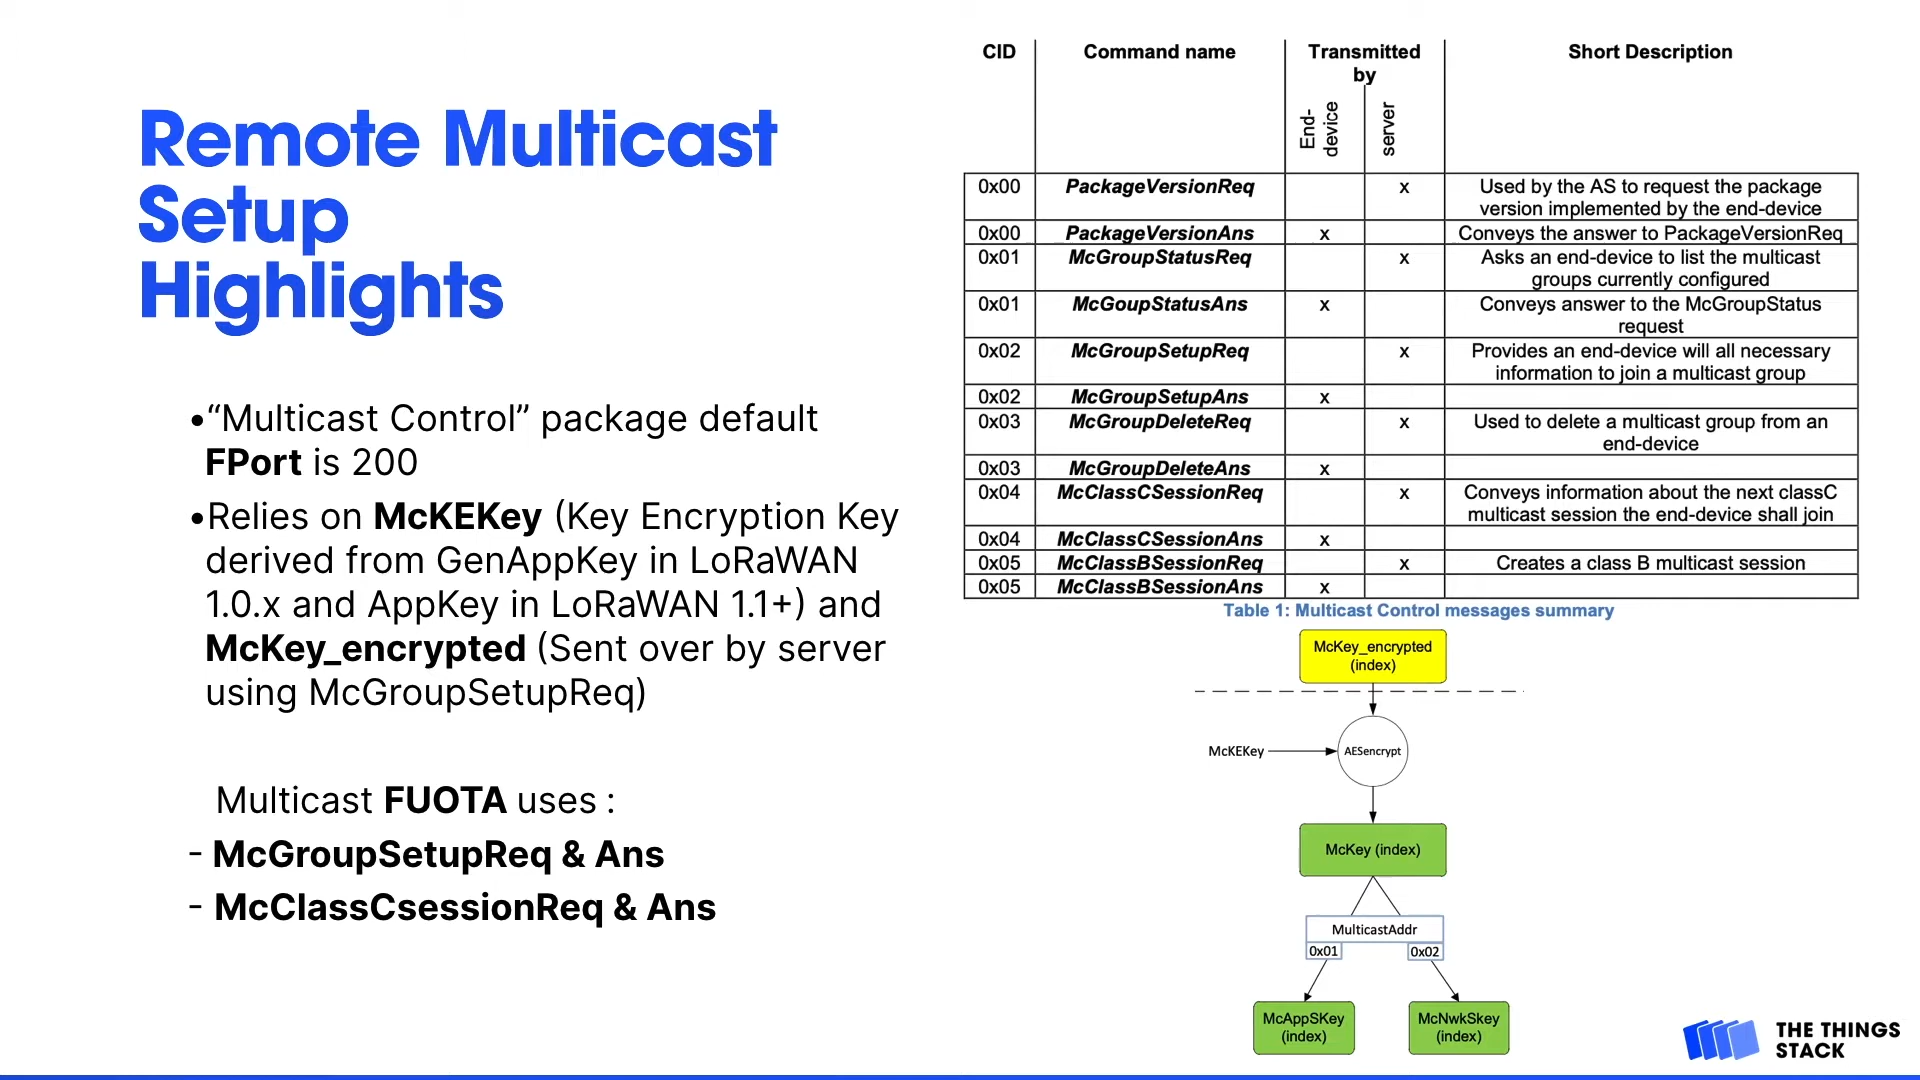 Remote Multicast
Setup
Highlights
•“Multicast Control” package default
FPort is 200
•Relies on McKEKey (Key Encryption Key
derived from GenAppKey in LoRaWAN
1.0.x and AppKey in LoRaWAN 1.1+) and
McKey_encrypted (Sent over by server
using McGroupSetupReq)
Multicast FUOTA uses :
- McGroupSetupReq & Ans
- McClassCsessionReq & Ans
CID Command name Transmitted by Short Description
End-device server
0x00 PackageVersionReq x Used by the AS to request the package
version implemented by the end-device
0x00 PackageVersionAns x Conveys the answer to PackageVersionReq
0x01 McGroupStatusReq x Asks an end-device to list the multicast
groups currently configured
0x01 McGoupStatusAns x Conveys answer to the McGroupStatus
request
0x02 McGroupSetupReq x Provides an end-device will all necessary
information to join a multicast group
0x02 McGroupSetupAns x
0x03 McGroupDeleteReq x Used to delete a multicast group from an
end-device
0x03 McGroupDeleteAns x
0x04 McClassCSessionReq x Conveys information about the next classC
multicast session the end-device shall join
0x04 McClassCSessionAns x
0x05 McClassBSessionReq x Creates a class B multicast session
0x05 McClassBSessionAns x
Table 1: Multicast Control messages summary
McKey_encrypted
(index)
McKEKey
AESencrypt
McKey (index)
MulticastAddr
0x01 0x02
McAppSKey
(index)
McNwkSkey
(index)
THE THINGS
STACK